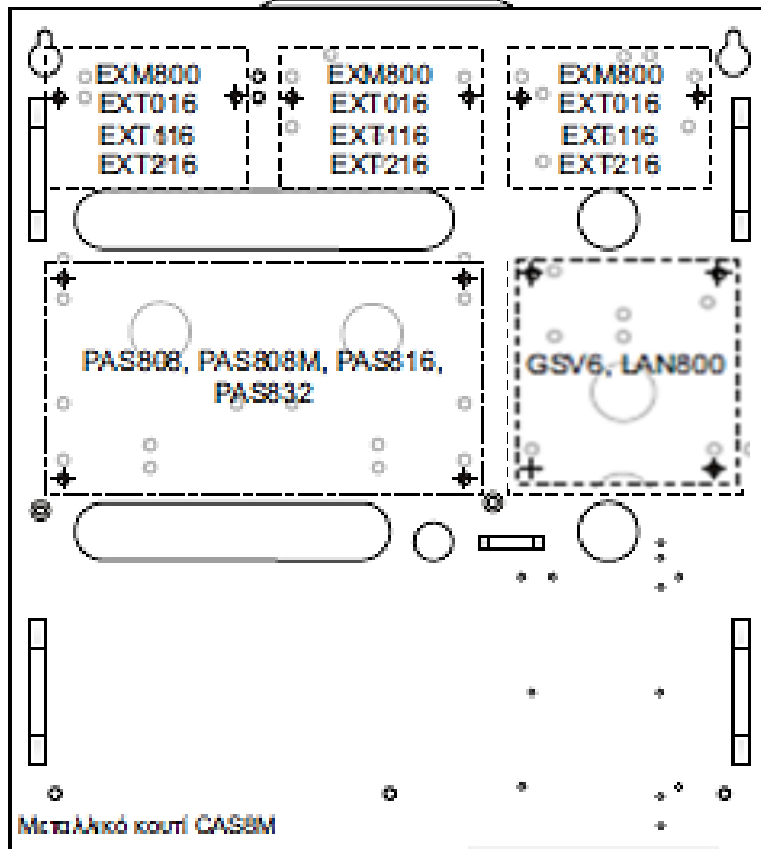 EXM800 EXM800 EXM800
EXT016 EXT016 EXT016
EXT416 EXT116 EXT116
EXT216 EXT216 EXT216
PAS808, PAS808M, PAS816,
PAS832
GSV6, LAN800
Μεταλλικό κουτί CAS8M